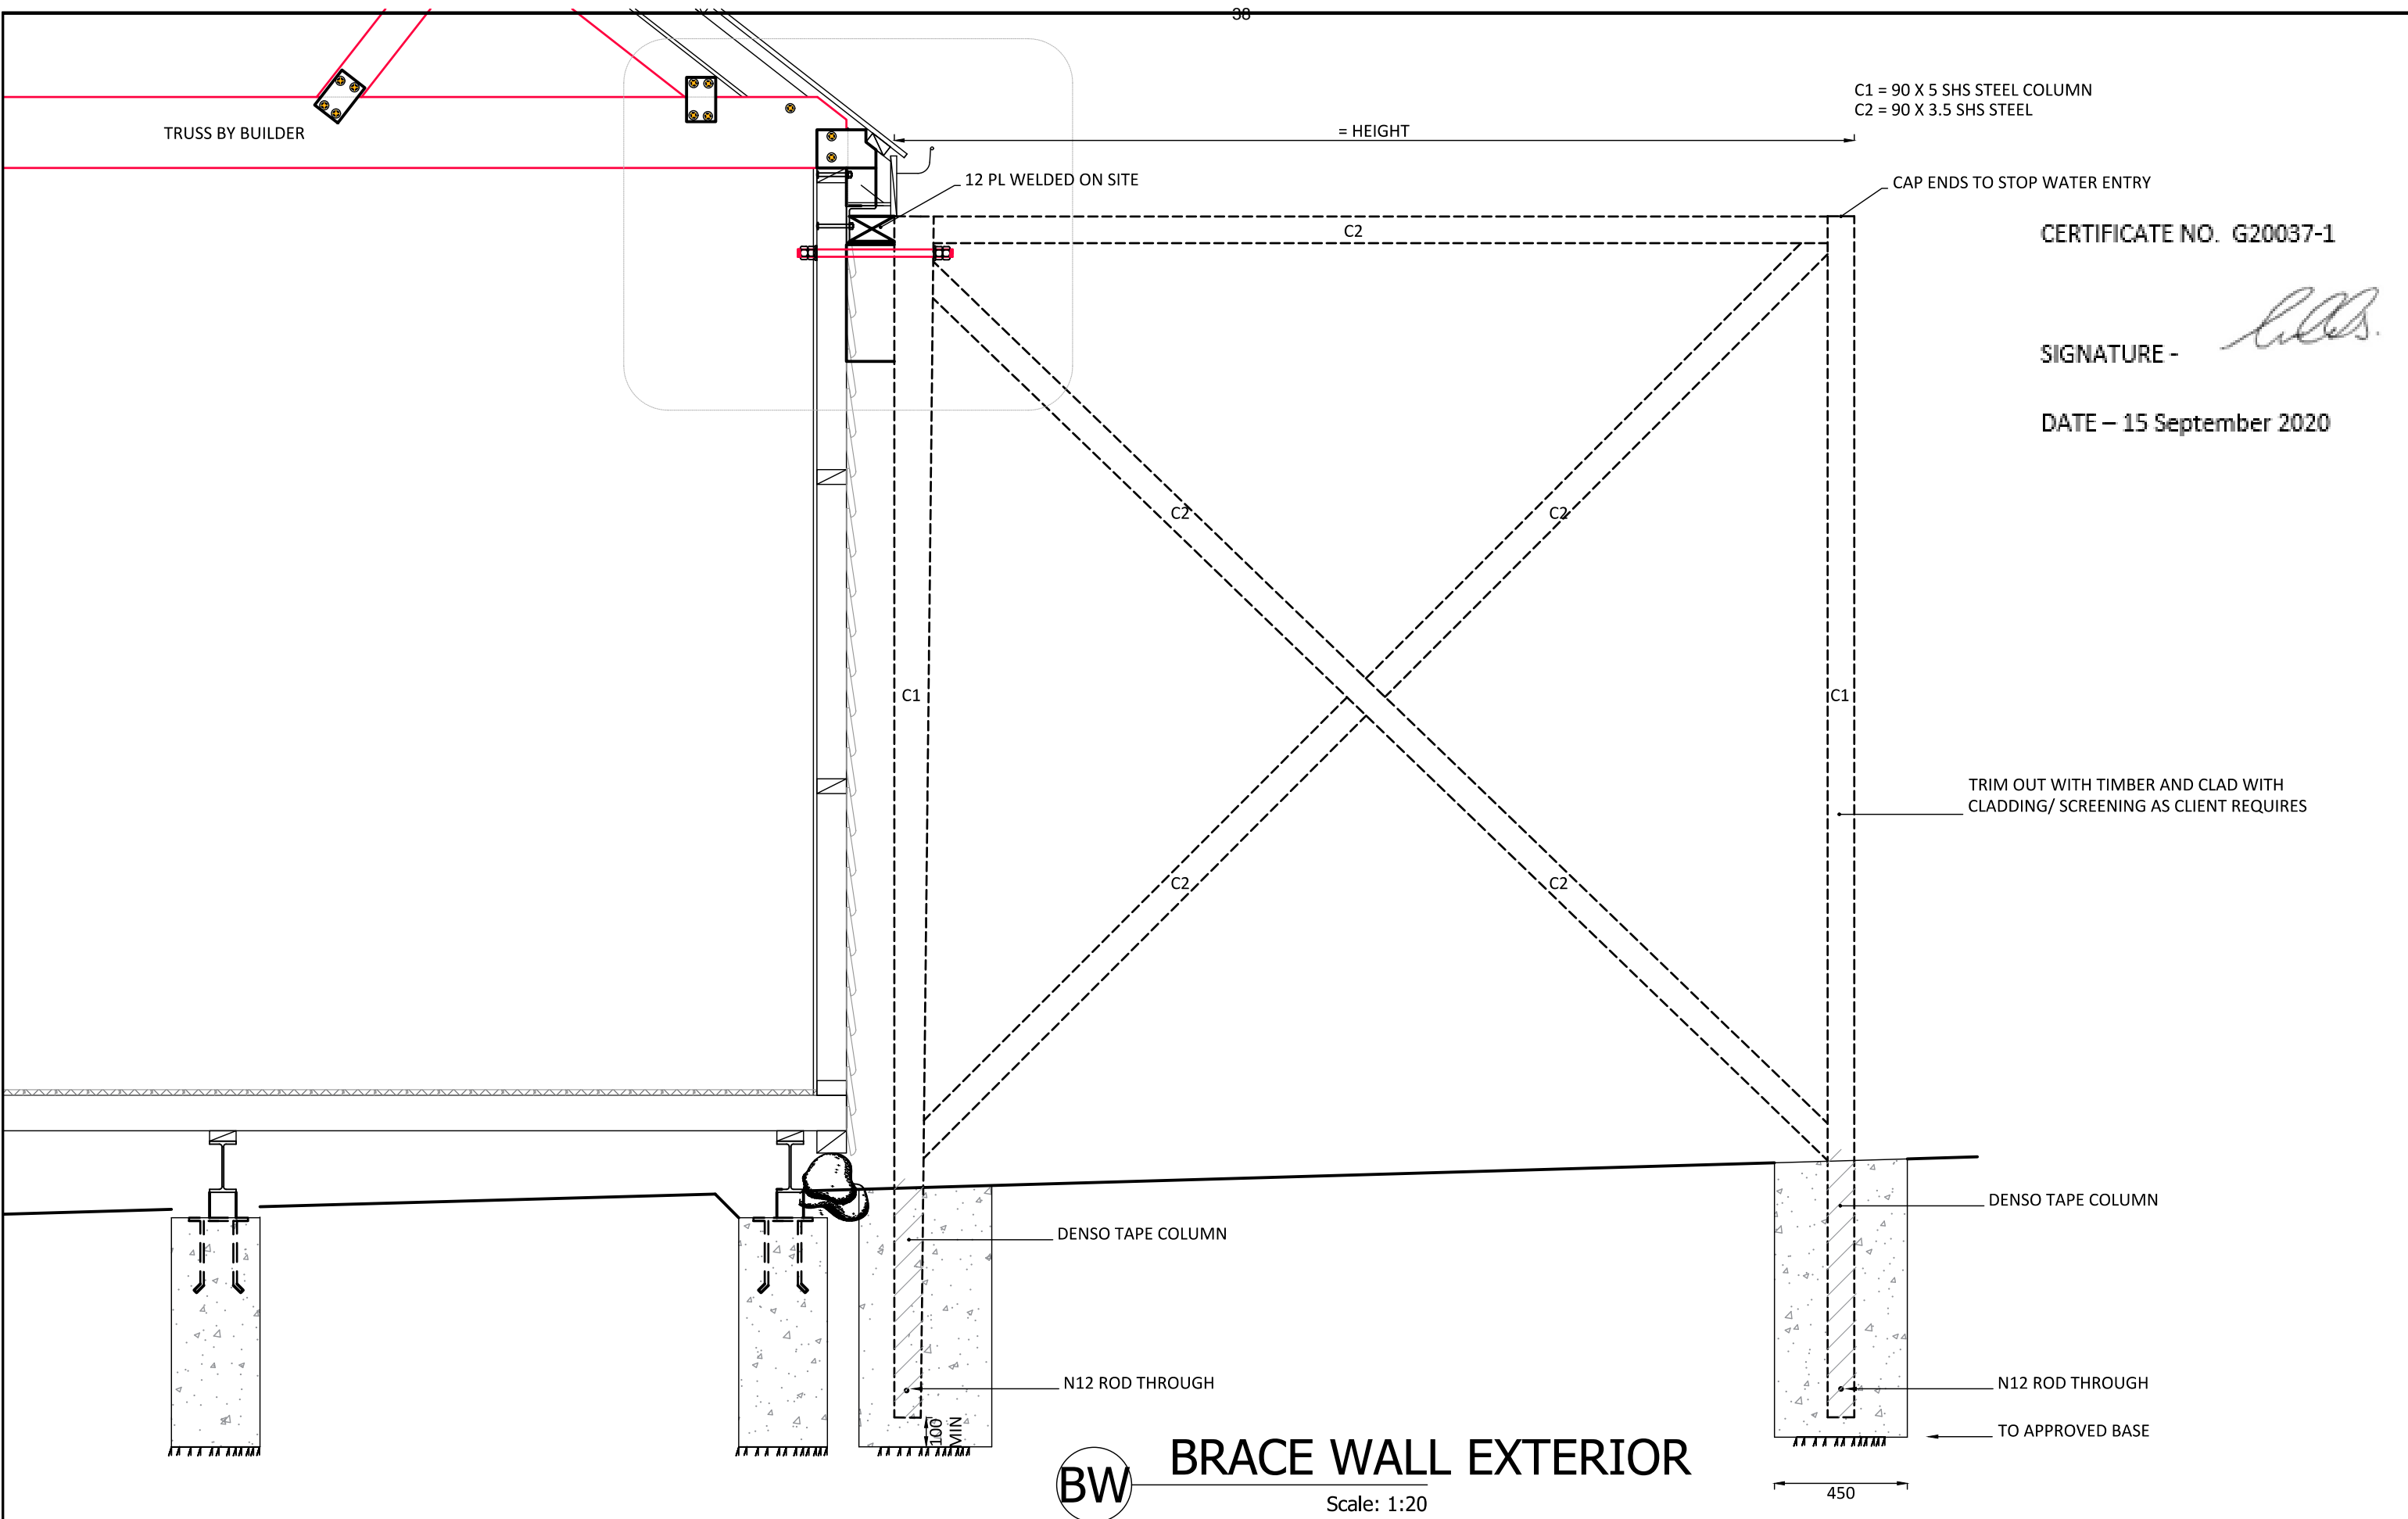 38
C1 = 90 X 5 SHS STEEL COLUMN
C2 = 90 X 3.5 SHS STEEL
TRUSS BY BUILDER
= HEIGHT
12 PL WELDED ON SITE
CAP ENDS TO STOP WATER ENTRY
C2
CERTIFICATE NO. G20037-1
SIGNATURE -
DATE – 15 September 2020
C2
C2
C1
C1
TRIM OUT WITH TIMBER AND CLAD WITH
CLADDING/ SCREENING AS CLIENT REQUIRES
C2
C2
DENSO TAPE COLUMN
DENSO TAPE COLUMN
N12 ROD THROUGH
N12 ROD THROUGH
100
MIN
TO APPROVED BASE
BW
BRACE WALL EXTERIOR
Scale: 1:20
450